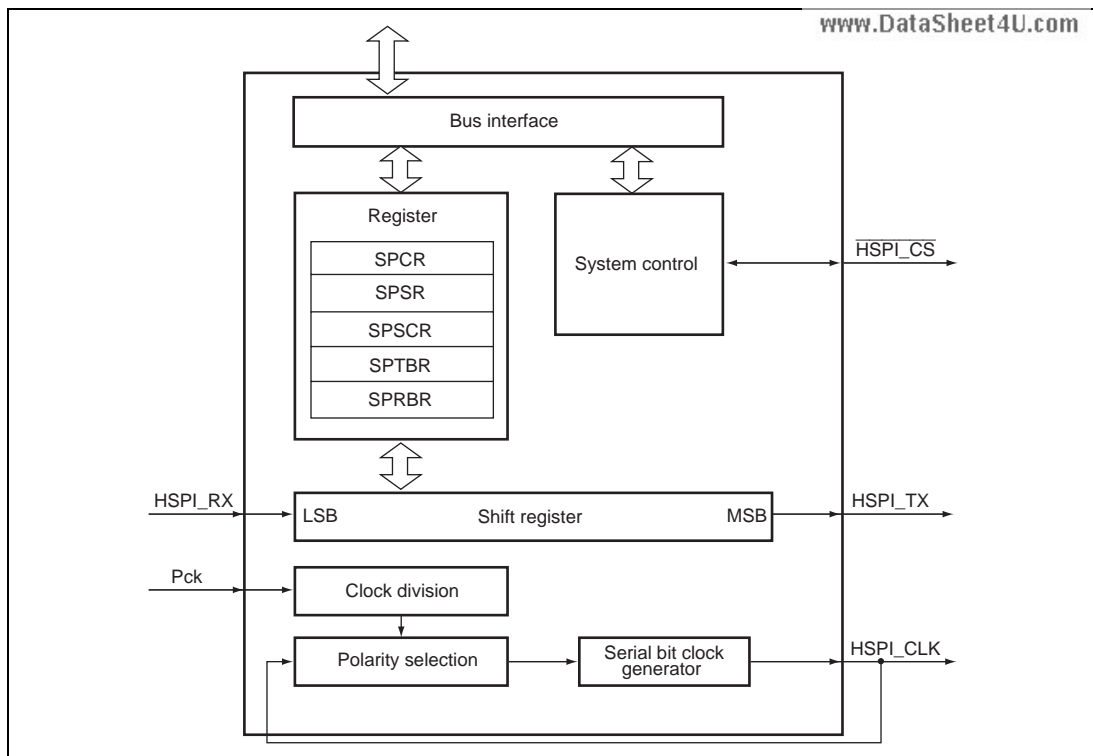 www.DataSheet4U.com
Bus interface
Register
SPCR
SPSR
SPSCR
SPTBR
SPRBR
System control
HSPI_CS
HSPI_RX
LSB
Shift register
MSB
HSPI_TX
Pck
Clock division
Polarity selection
Serial bit clock
generator
HSPI_CLK